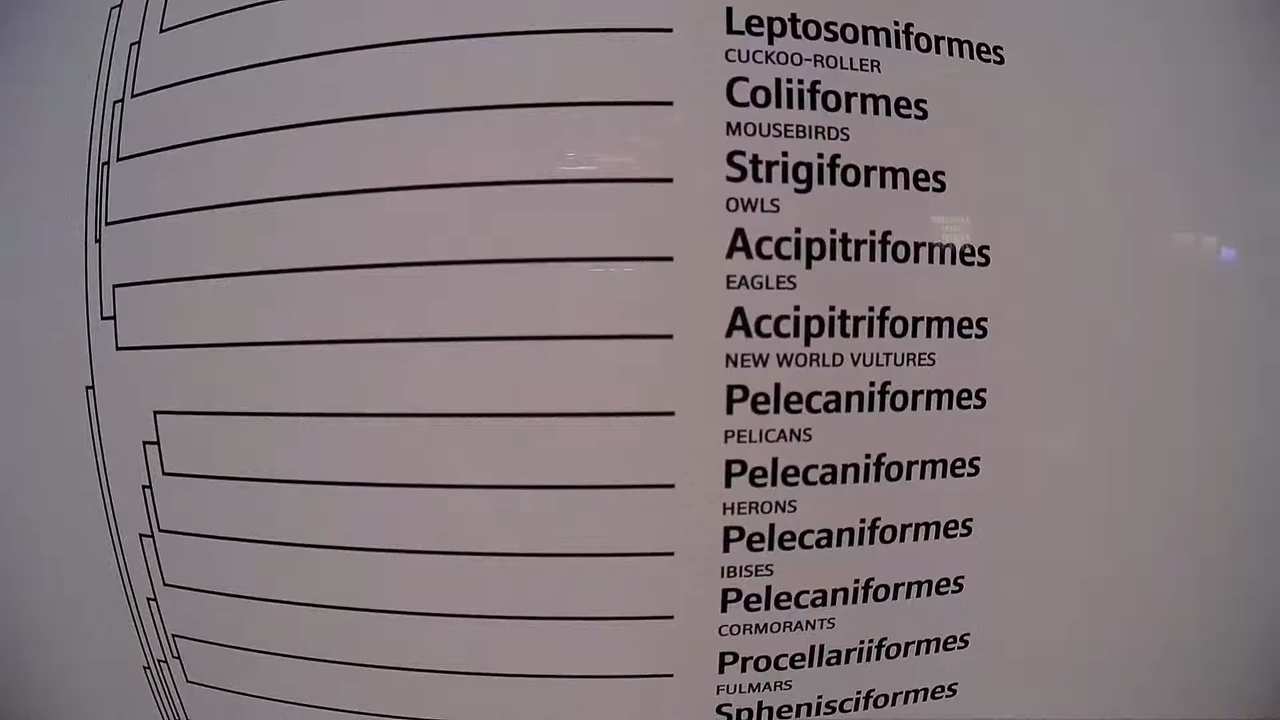 Leptosomiformes
CUCKOO-ROLLER
Coliiformes
MOUSEBIRDS
Strigiformes
OWLS
Accipitriformes
EAGLES
Accipitriformes
NEW WORLD VULTURES
Pelecaniformes
PELICANS
Pelecaniformes
HERONS
Pelecaniformes
IBISES
Pelecaniformes
CORMORANTS
Procellariiformes
FULMARS
Sphenisciformes